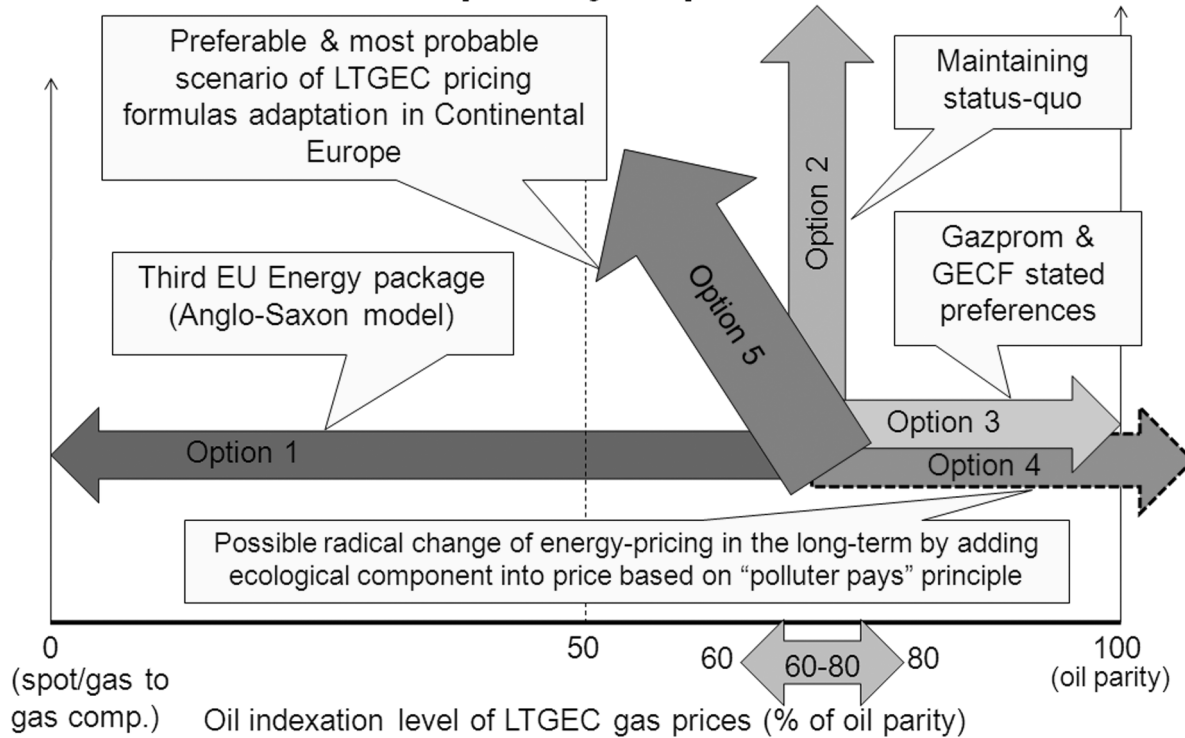 Preferable & most probable
scenario of LTGEC pricing
formulas adaptation in Continental
Europe
Maintaining
status-quo
Option 2
Third EU Energy package
(Anglo-Saxon model)
Gazprom &
GECF stated
preferences
Option 5
Option 3
Option 1
Option 4
Possible radical change of energy-pricing in the long-term by adding
ecological component into price based on “polluter pays” principle
0
(spot/gas to
gas comp.)
50
60
60-80
80
100
(oil parity)
Oil indexation level of LTGEC gas prices (% of oil parity)